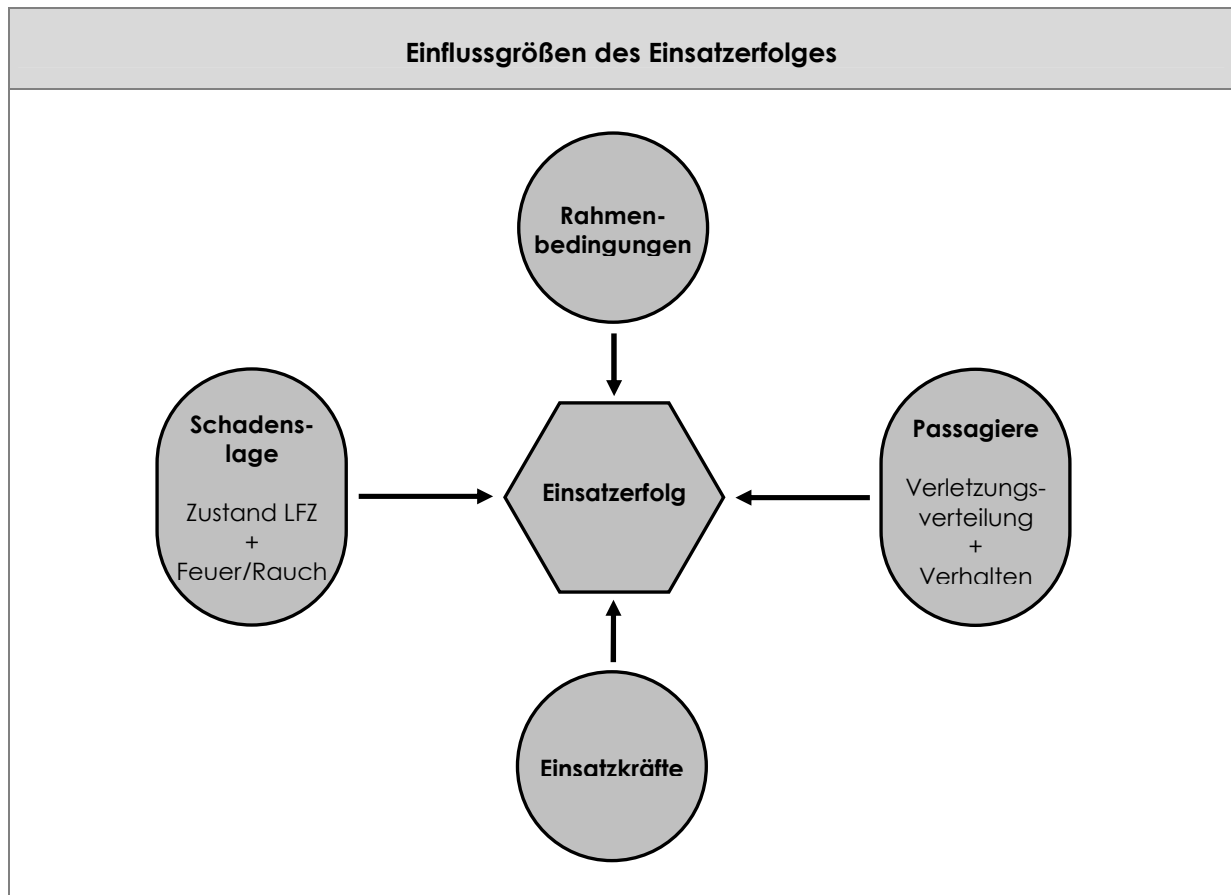 Einflussgrößen des Einsatzerfolges
Rahmen-
bedingungen
Schadens-
lage
Zustand LFZ
+
Feuer/Rauch
Einsatzerfolg
Passagiere
Verletzungs-
verteilung
+
Verhalten
Einsatzkräfte